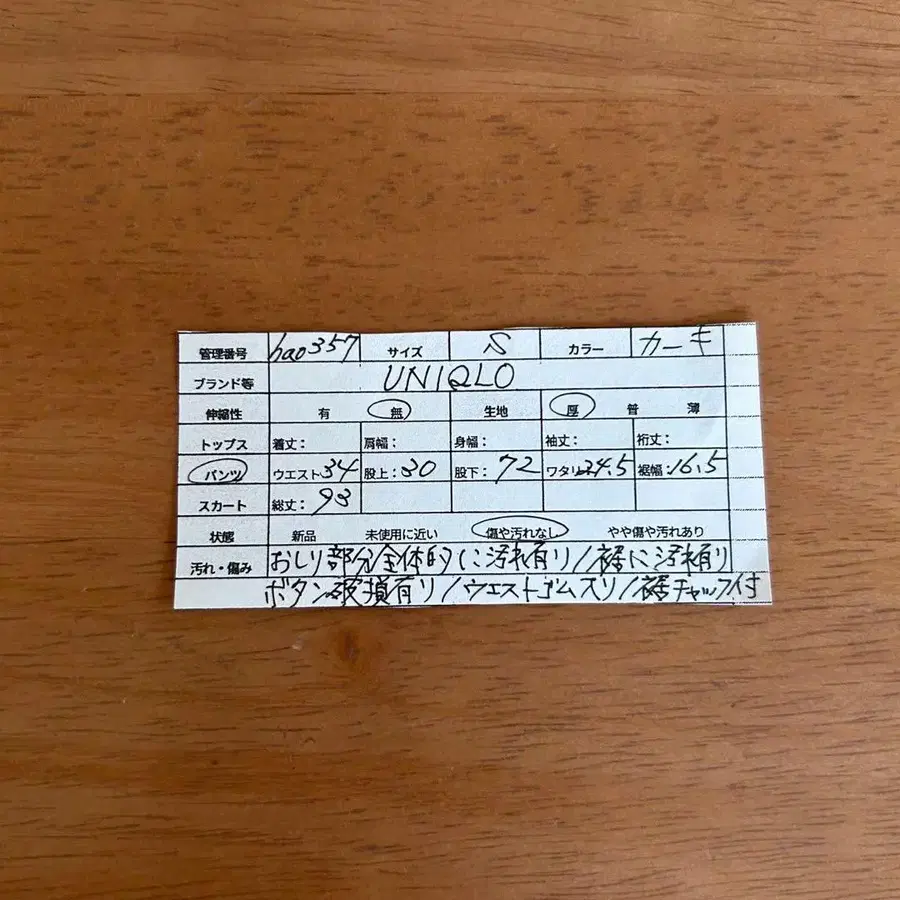 管理番号 hao357 サイズ S カラー カーキ
ブランド等 UNIQLO
伸縮性 有 無 生地 厚 普 薄
トップス 着丈: 肩幅: 身幅: 袖丈: 裄丈:
パンツ ウエスト34 股上:30 股下:72 ワタリ24.5 裾幅:16.5
スカート 総丈:93
状態 新品 未使用に近い 傷や汚れなし やや傷や汚れあり
汚れ・傷み おしり部分全体的に汚れ有り/裾に汚れ有り
ボタン破損有り/ウエストゴムズリ/裾チャック付